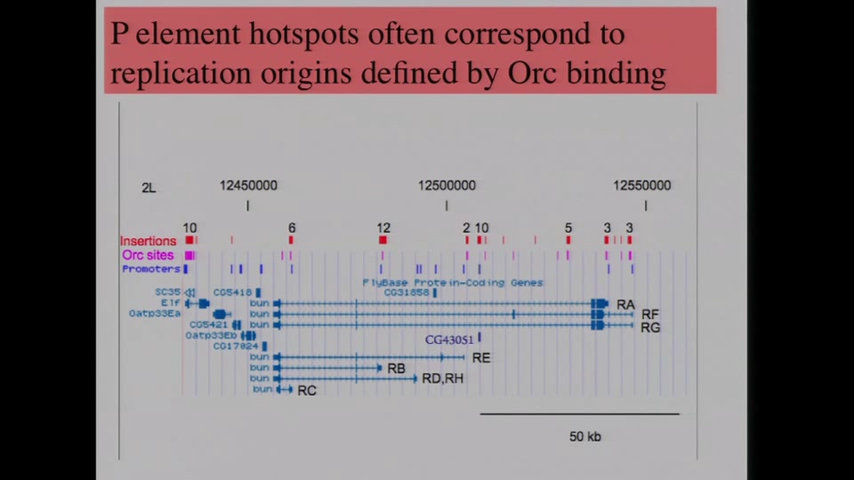 P element hotspots often correspond to
replication origins defined by Orc binding
2L 12450000 12500000 12550000
10 6 12 2 10 5 3 3
Insertions
Orc sites
Promoters
FlyBase Protein-Coding Genes
SC35 CG5418 CG31858
Elf bun RA
Oatp33Ea bun RF
CG5421 bun RG
Oatp33Eb CG43051
CG17024
bun RE
bun RB
bun RD,RH
bun RC
50 kb